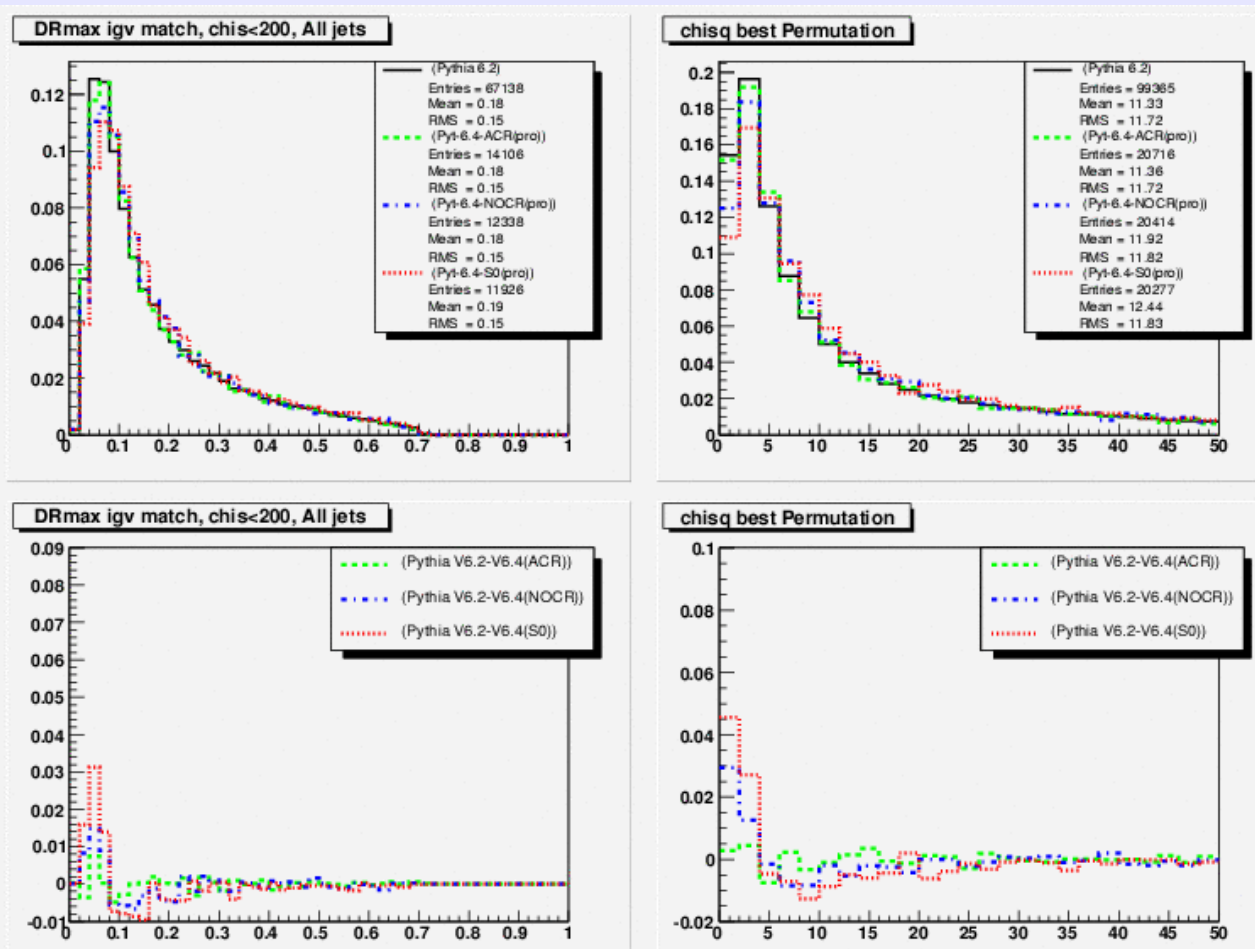 DRmax igv match, chis<200, All jets
(Pythia 6.2)
Entries = 67138
Mean = 0.18
RMS = 0.15
(Pyt-6.4-ACR(pro))
Entries = 14106
Mean = 0.18
RMS = 0.15
(Pyt-6.4-NOCR(pro))
Entries = 12338
Mean = 0.18
RMS = 0.15
(Pyt-6.4-S0(pro))
Entries = 11926
Mean = 0.19
RMS = 0.15
0.12
0.1
0.08
0.06
0.04
0.02
0
0 0.1 0.2 0.3 0.4 0.5 0.6 0.7 0.8 0.9 1
chisq best Permutation
(Pythia 6.2)
Entries = 99365
Mean = 11.33
RMS = 11.72
(Pyt-6.4-ACR(pro))
Entries = 20716
Mean = 11.36
RMS = 11.72
(Pyt-6.4-NOCR(pro))
Entries = 20414
Mean = 11.92
RMS = 11.82
(Pyt-6.4-S0(pro))
Entries = 20277
Mean = 12.44
RMS = 11.83
0.2
0.18
0.16
0.14
0.12
0.1
0.08
0.06
0.04
0.02
0
0 5 10 15 20 25 30 35 40 45 50
DRmax igv match, chis<200, All jets
(Pythia V6.2-V6.4(ACR))
(Pythia V6.2-V6.4(NOCR))
(Pythia V6.2-V6.4(S0))
0.09
0.08
0.07
0.06
0.05
0.04
0.03
0.02
0.01
0
-0.01
0 0.1 0.2 0.3 0.4 0.5 0.6 0.7 0.8 0.9 1
chisq best Permutation
(Pythia V6.2-V6.4(ACR))
(Pythia V6.2-V6.4(NOCR))
(Pythia V6.2-V6.4(S0))
0.1
0.08
0.06
0.04
0.02
0
-0.02
0 5 10 15 20 25 30 35 40 45 50